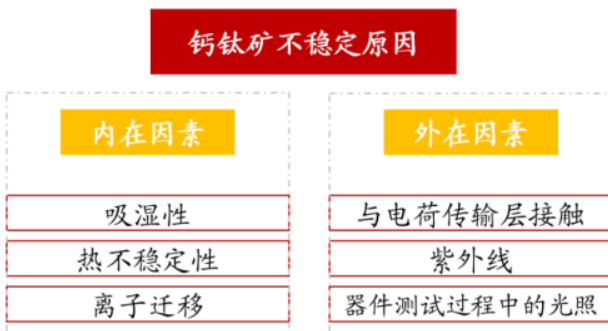 钙钛矿不稳定原因
内在因素
吸湿性
热不稳定性
离子迁移
外在因素
与电荷传输层接触
紫外线
器件测试过程中的光照